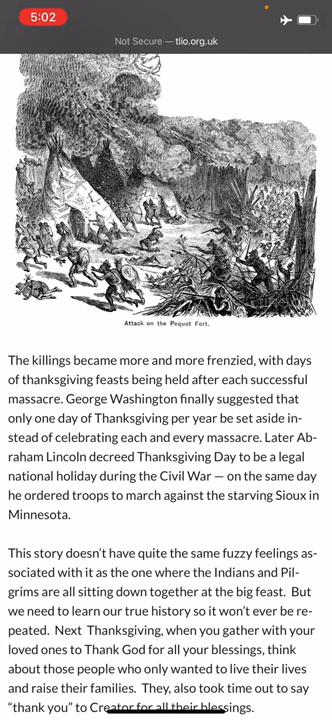 5:02
Not Secure — tlio.org.uk
Attack on the Pequot Fort.
The killings became more and more frenzied, with days
of thanksgiving feasts being held after each successful
massacre. George Washington finally suggested that
only one day of Thanksgiving per year be set aside in-
stead of celebrating each and every massacre. Later Ab-
raham Lincoln decreed Thanksgiving Day to be a legal
national holiday during the Civil War — on the same day
he ordered troops to march against the starving Sioux in
Minnesota.
This story doesn't have quite the same fuzzy feelings as-
sociated with it as the one where the Indians and Pil-
grims are all sitting down together at the big feast. But
we need to learn our true history so it won't ever be re-
peated. Next Thanksgiving, when you gather with your
loved ones to Thank God for all your blessings, think
about those people who only wanted to live their lives
and raise their families. They, also took time out to say
“thank you” to Creator for all their blessings.